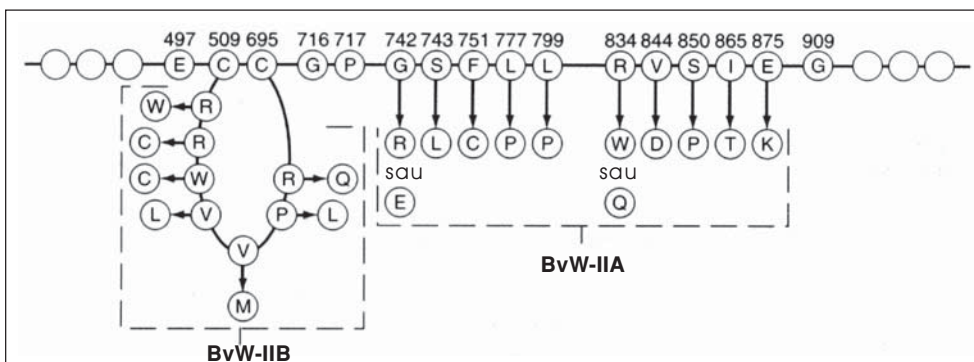 497 509 695 716 717 742 743 751 777 799 834 844 850 865 875 909
E C C G P G S F L L R V S I E G
W R
C R R L C P P W D P T K
C W R Q sau sau
L V P L E Q
V
BvW-IIA
M
BvW-IIB